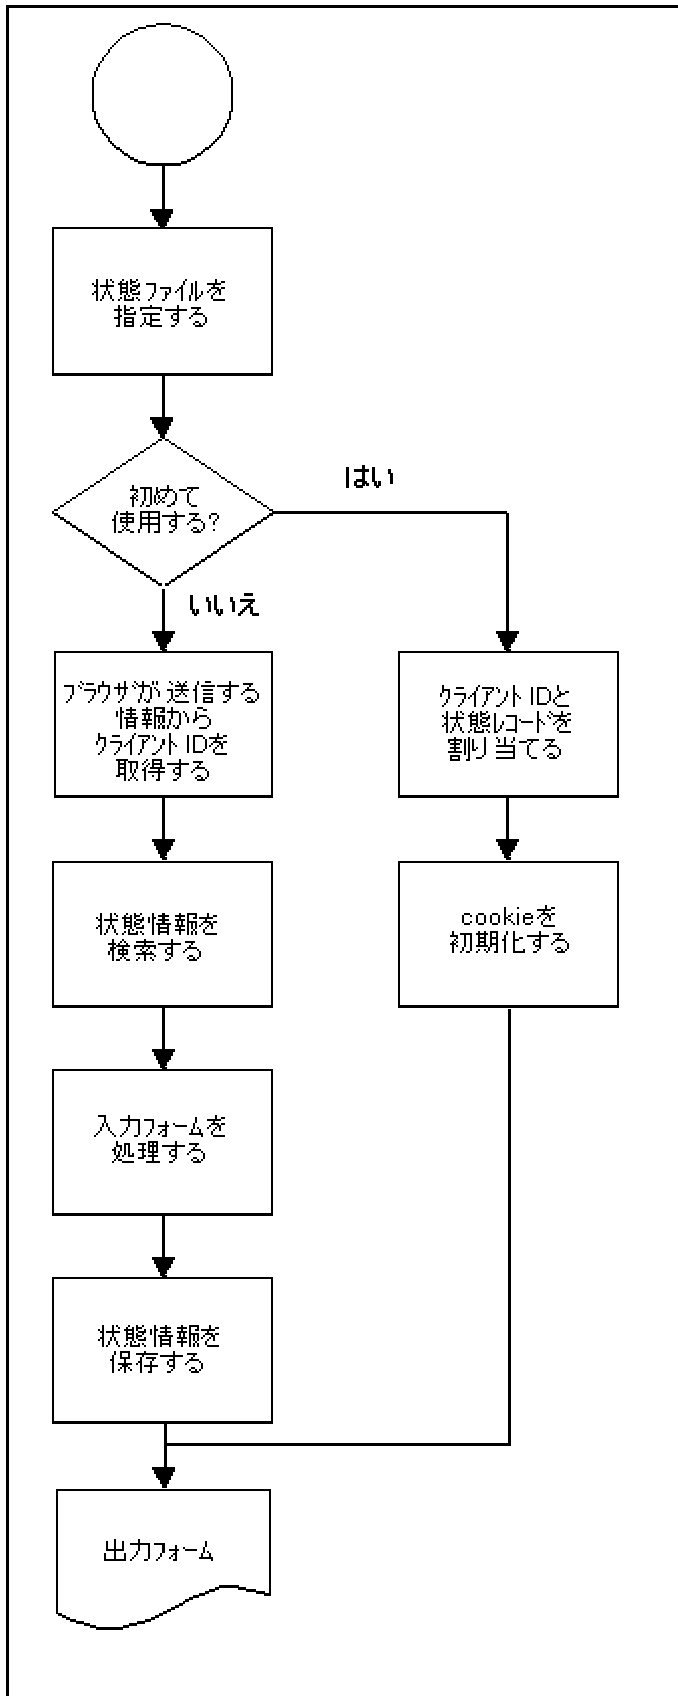 状態ファイルを
指定する
初めて
使用する?
はい
いいえ
ブラウザが送信する
情報から
クライアント IDを
取得する
クライアント IDと
状態レコードを
割り当てる
状態情報を
検索する
cookieを
初期化する
入力フォームを
処理する
状態情報を
保存する
出力フォーム